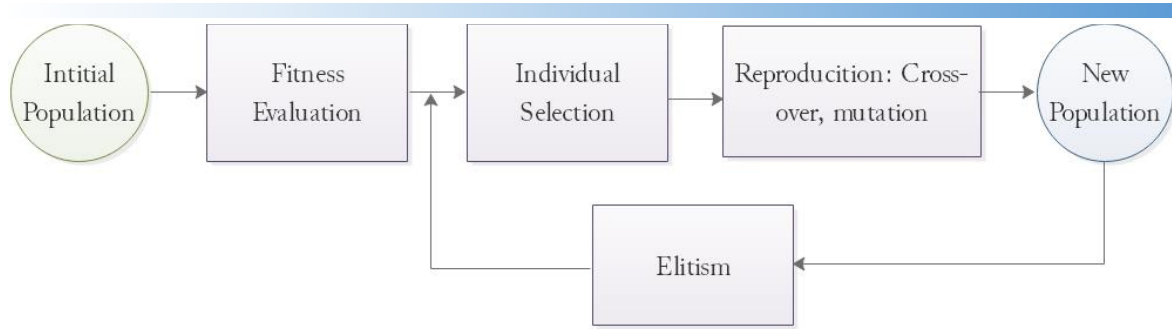 Intitial
Population
Fitness
Evaluation
Individual
Selection
Reproducition: Cross-
over, mutation
New
Population
Elitism